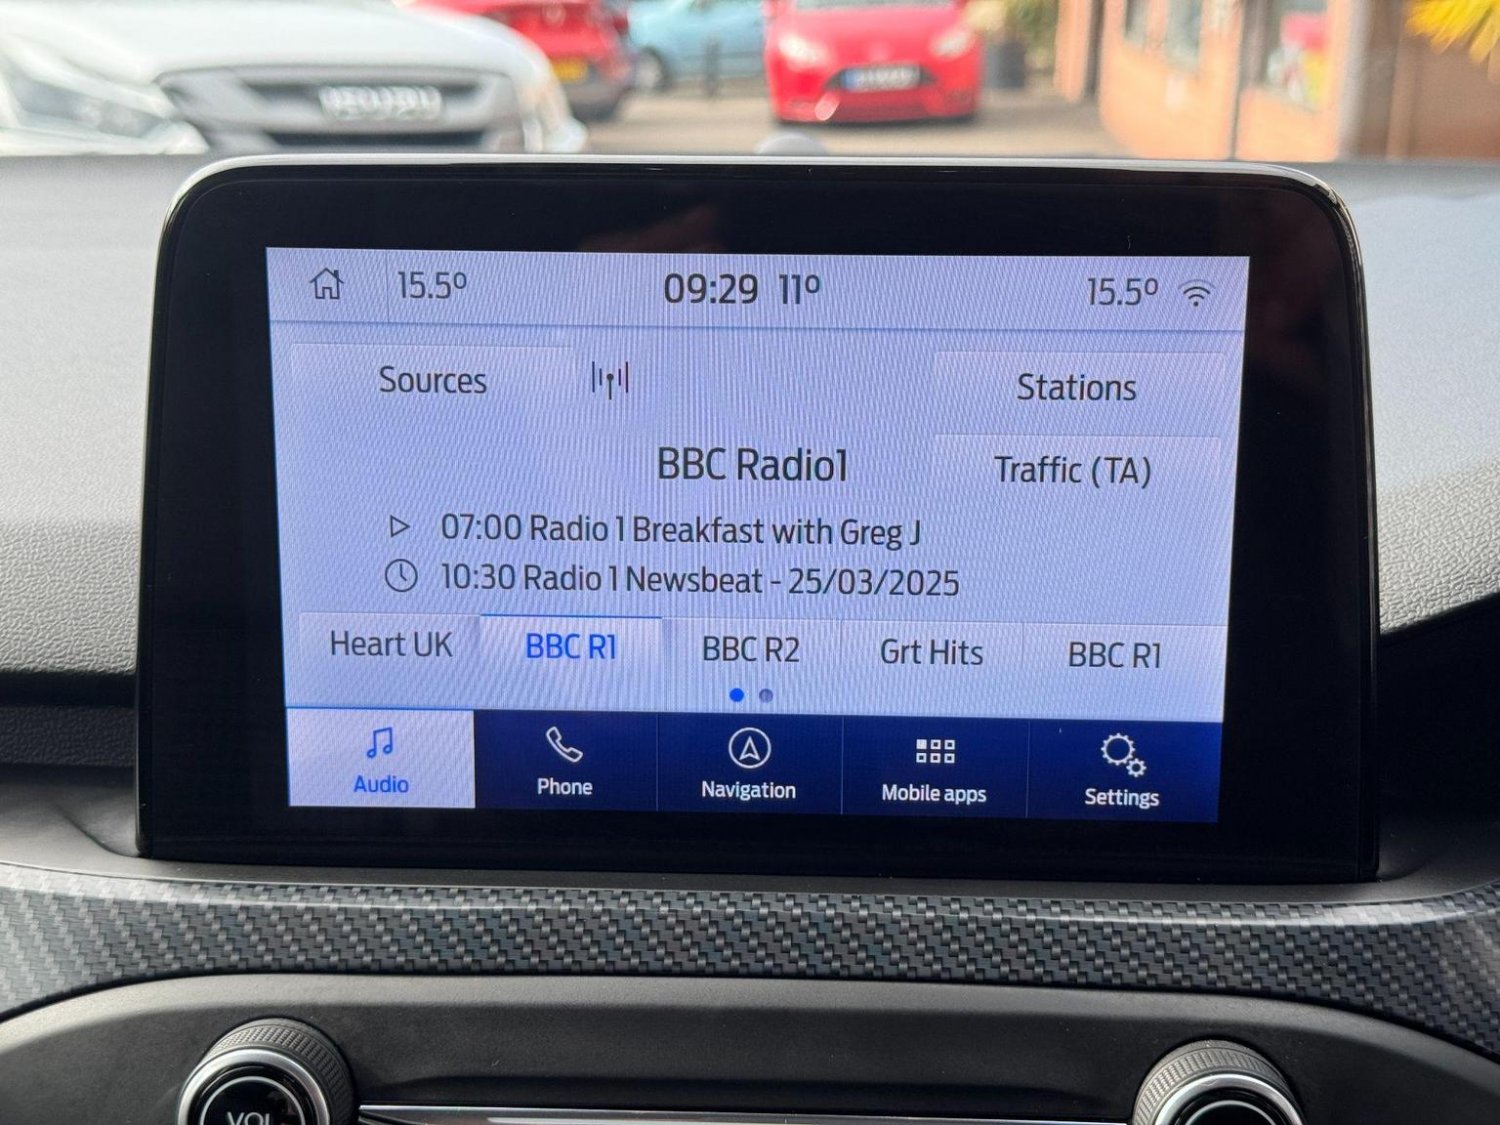 15.5º 09:29 11º 15.5º
Sources Stations
BBC Radio1 Traffic (TA)
07:00 Radio 1 Breakfast with Greg J
10:30 Radio 1 Newsbeat - 25/03/2025
Heart UK BBC R1 BBC R2 Grt Hits BBC R1
Audio Phone Navigation Mobile apps Settings
VOL